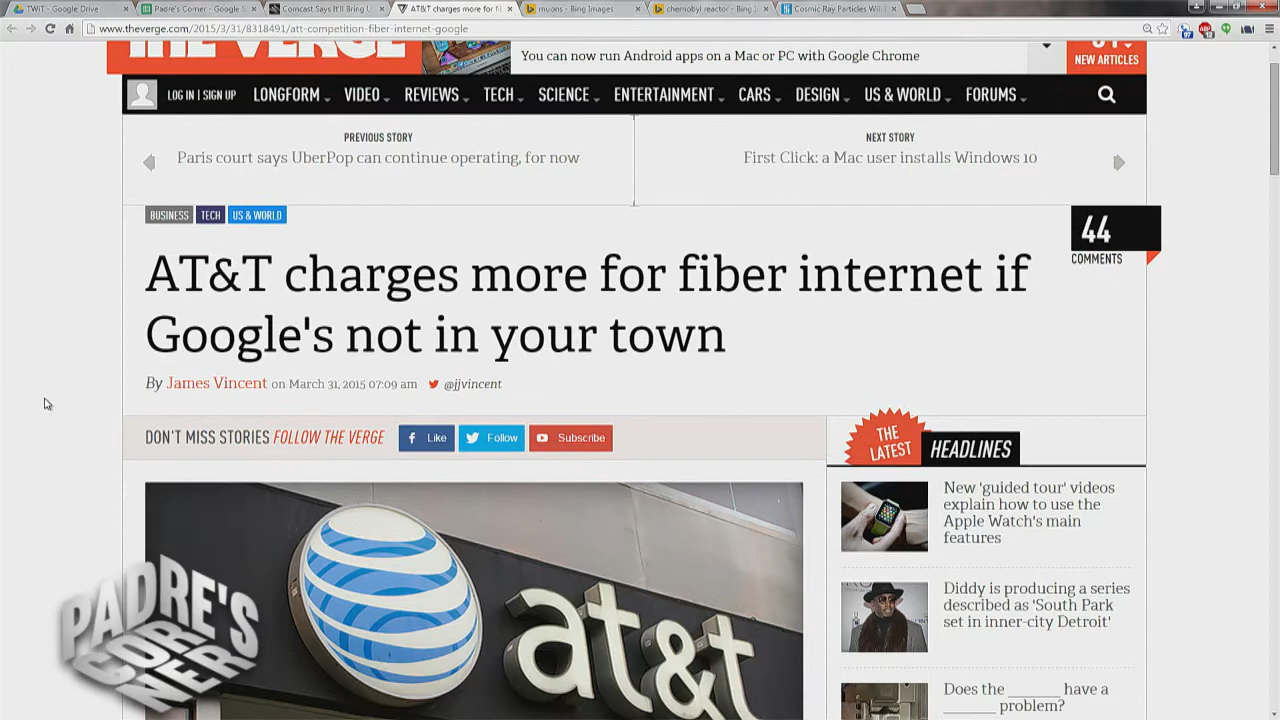 TWiT - Google Drive
Padre's Corner - Google S
Comcast Says It'll Bring U
AT&T charges more for fi
muons - Bing Images
chernobyl reactor - Bing I
Cosmic Ray Particles Will
www.theverge.com/2015/3/31/8318491/att-competition-fiber-internet-google
THE VERGE
You can now run Android apps on a Mac or PC with Google Chrome
NEW ARTICLES
LOG IN | SIGN UP
LONGFORM
VIDEO
REVIEWS
TECH
SCIENCE
ENTERTAINMENT
CARS
DESIGN
US & WORLD
FORUMS
PREVIOUS STORY
Paris court says UberPop can continue operating, for now
NEXT STORY
First Click: a Mac user installs Windows 10
BUSINESS
TECH
US & WORLD
44
COMMENTS
AT&T charges more for fiber internet if
Google's not in your town
By James Vincent on March 31, 2015 07:09 am @jjvincent
DON'T MISS STORIES FOLLOW THE VERGE
Like
Follow
Subscribe
THE
LATEST
HEADLINES
New 'guided tour' videos
explain how to use the
Apple Watch's main
features
Diddy is producing a series
described as 'South Park
set in inner-city Detroit'
Does the ______ have a
______ problem?
at&t
PADRE'S
COR
NER